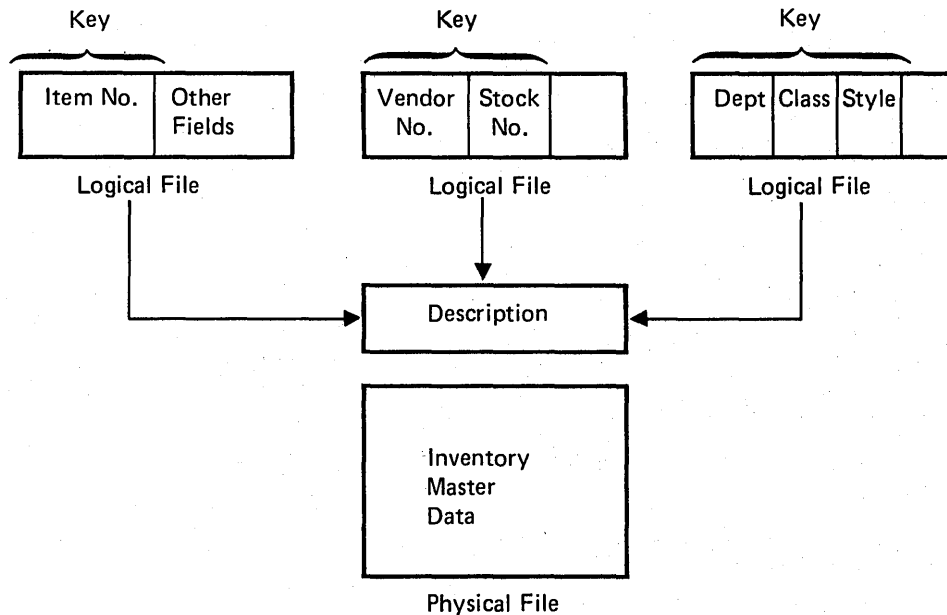 Key
Key
Key
Item No.
Other
Fields
Vendor
No.
Stock
No.
Dept
Class
Style
Logical File
Logical File
Logical File
Description
Inventory
Master
Data
Physical File